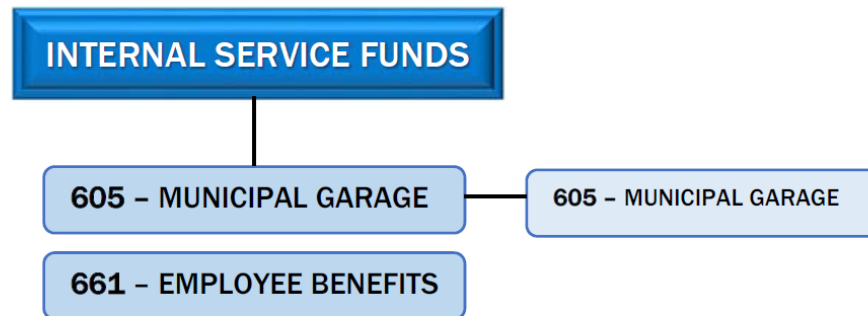 INTERNAL SERVICE FUNDS
605 – MUNICIPAL GARAGE
605 – MUNICIPAL GARAGE
661 – EMPLOYEE BENEFITS